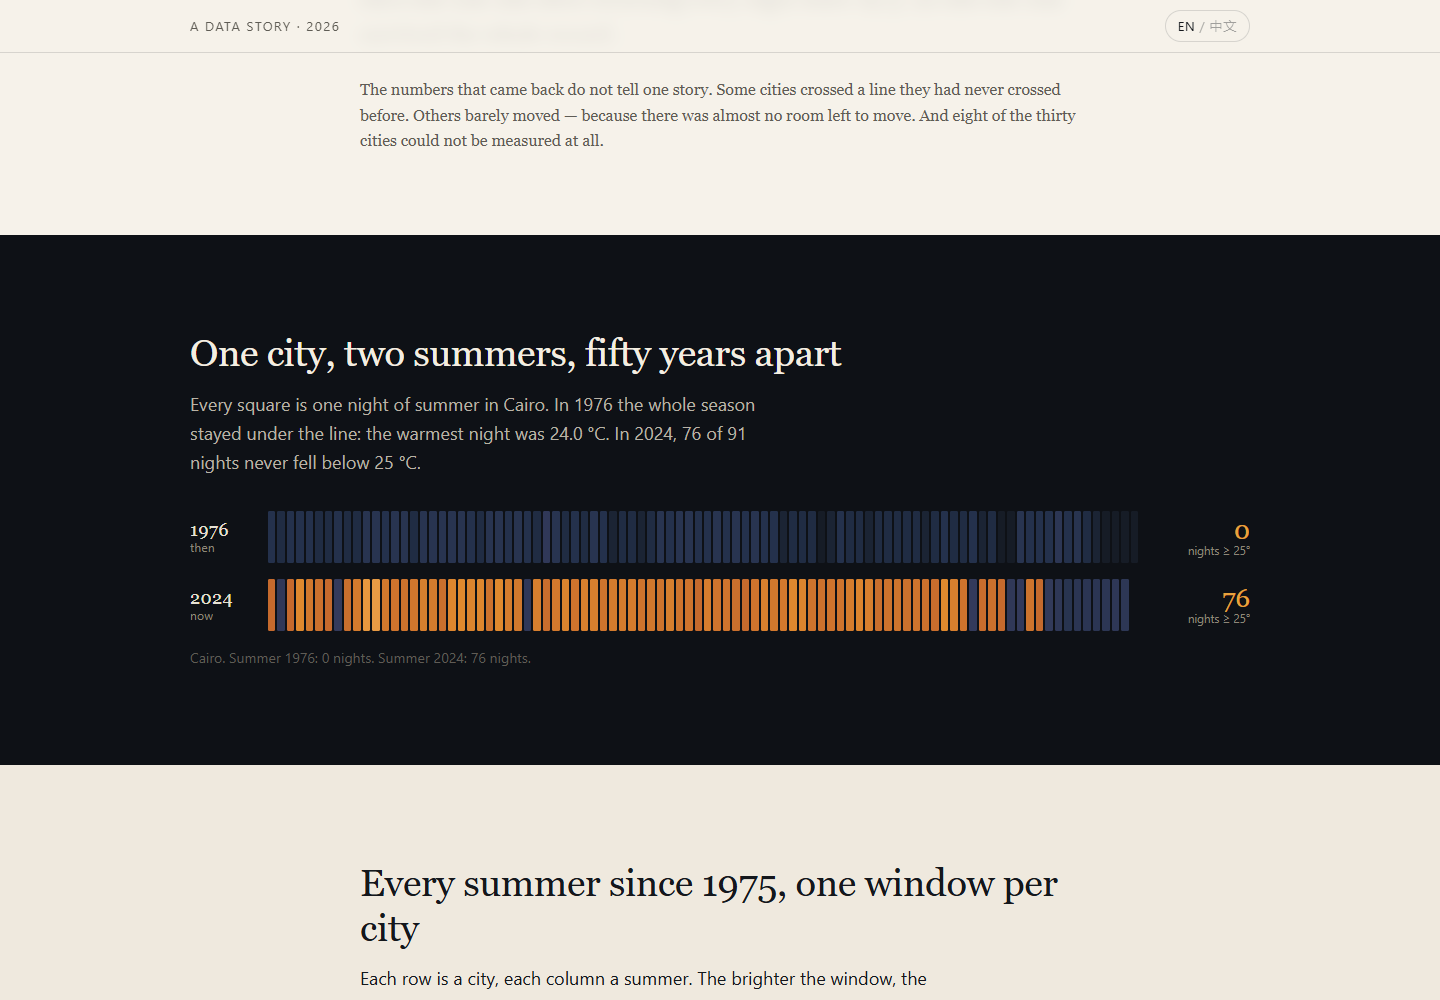 A DATA STORY · 2026
EN / 中文
The numbers that came back do not tell one story. Some cities crossed a line they had never crossed
before. Others barely moved — because there was almost no room left to move. And eight of the thirty
cities could not be measured at all.
One city, two summers, fifty years apart
Every square is one night of summer in Cairo. In 1976 the whole season
stayed under the line: the warmest night was 24.0 °C. In 2024, 76 of 91
nights never fell below 25 °C.
1976
then
0
nights ≥ 25°
2024
now
76
nights ≥ 25°
Cairo. Summer 1976: 0 nights. Summer 2024: 76 nights.
Every summer since 1975, one window per
city
Each row is a city, each column a summer. The brighter the window, the